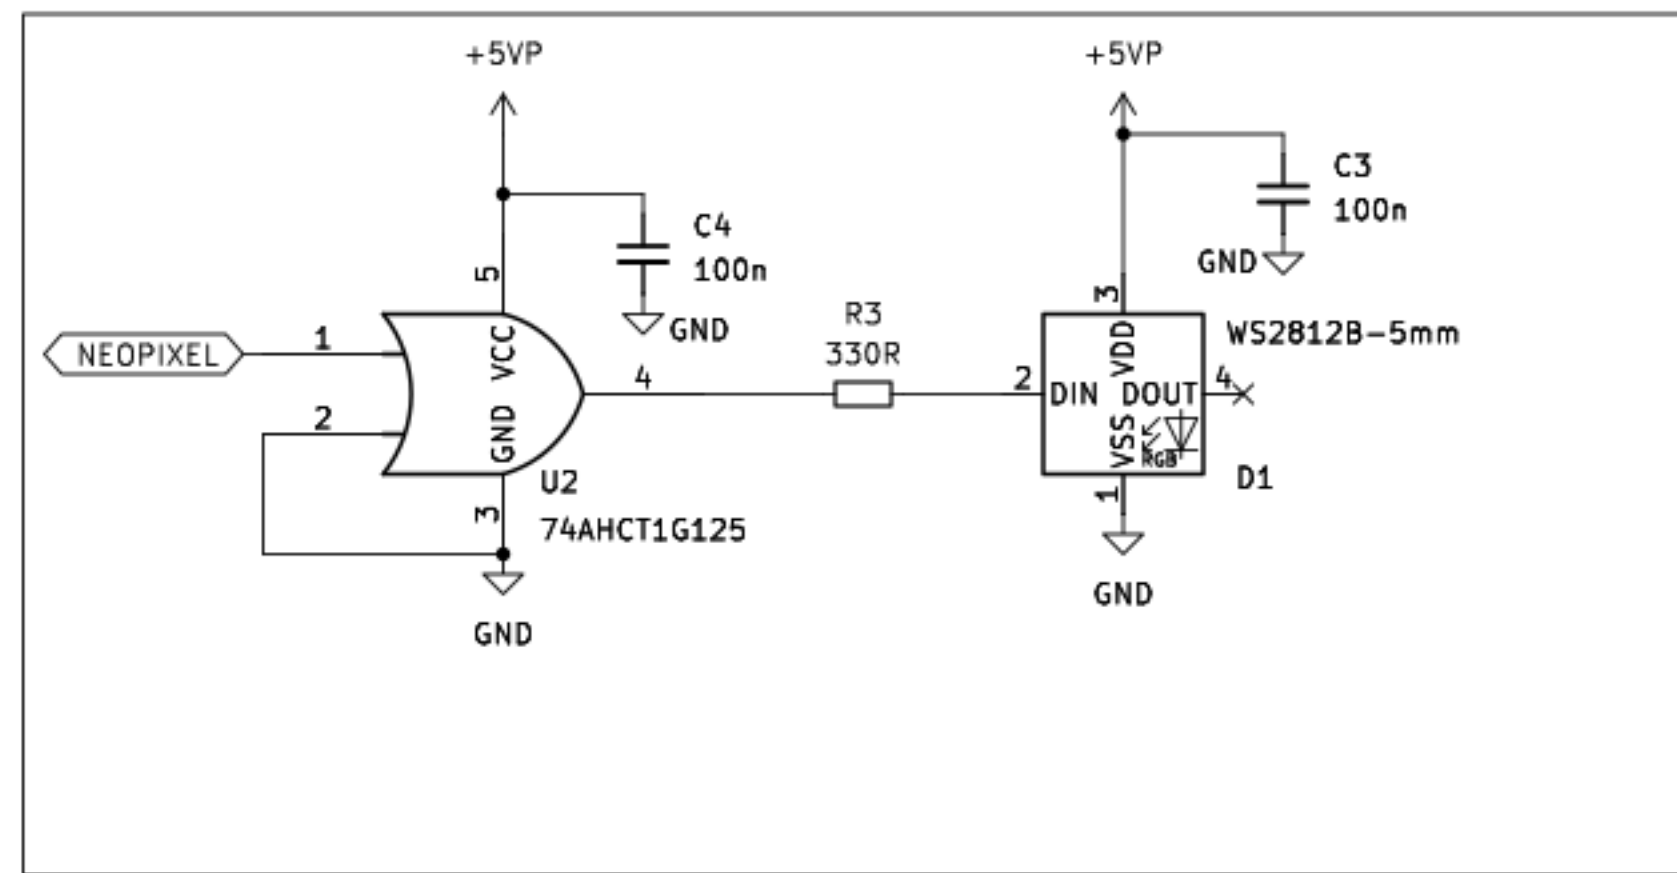 +5VP
+5VP
C3
100n
C4
100n
GND
5
3
GND
R3
330R
WS2812B-5mm
NEOPIXEL
1
VCC
4
2
VDD
DIN
DOUT
4
2
GND
VSS
RGB
U2
D1
3
1
74AHCT1G125
GND
GND